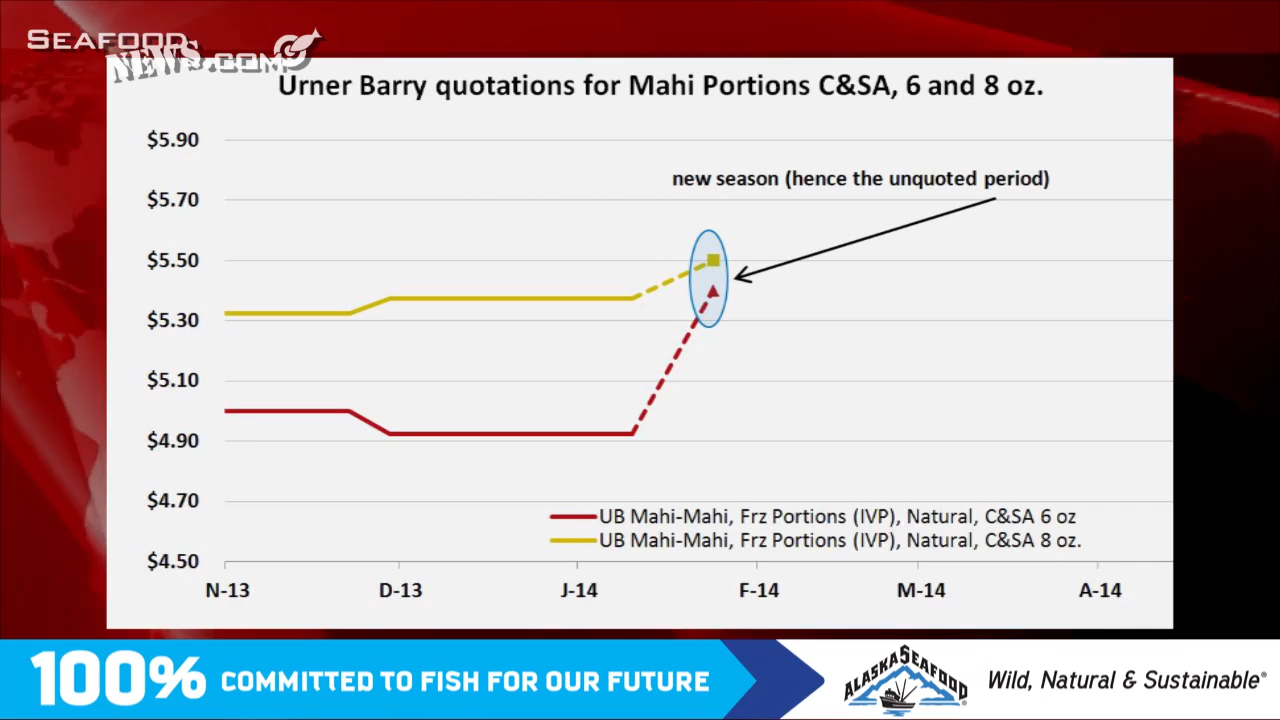 SEAFOOD
NEWS.COM
Urner Barry quotations for Mahi Portions C&SA, 6 and 8 oz.
$5.90
new season (hence the unquoted period)
$5.70
$5.50
$5.30
$5.10
$4.90
$4.70
UB Mahi-Mahi, Frz Portions (IVP), Natural, C&SA 6 oz
UB Mahi-Mahi, Frz Portions (IVP), Natural, C&SA 8 oz.
$4.50
N-13 D-13 J-14 F-14 M-14 A-14
100% COMMITTED TO FISH FOR OUR FUTURE
ALASKA SEAFOOD
Wild, Natural & Sustainable®